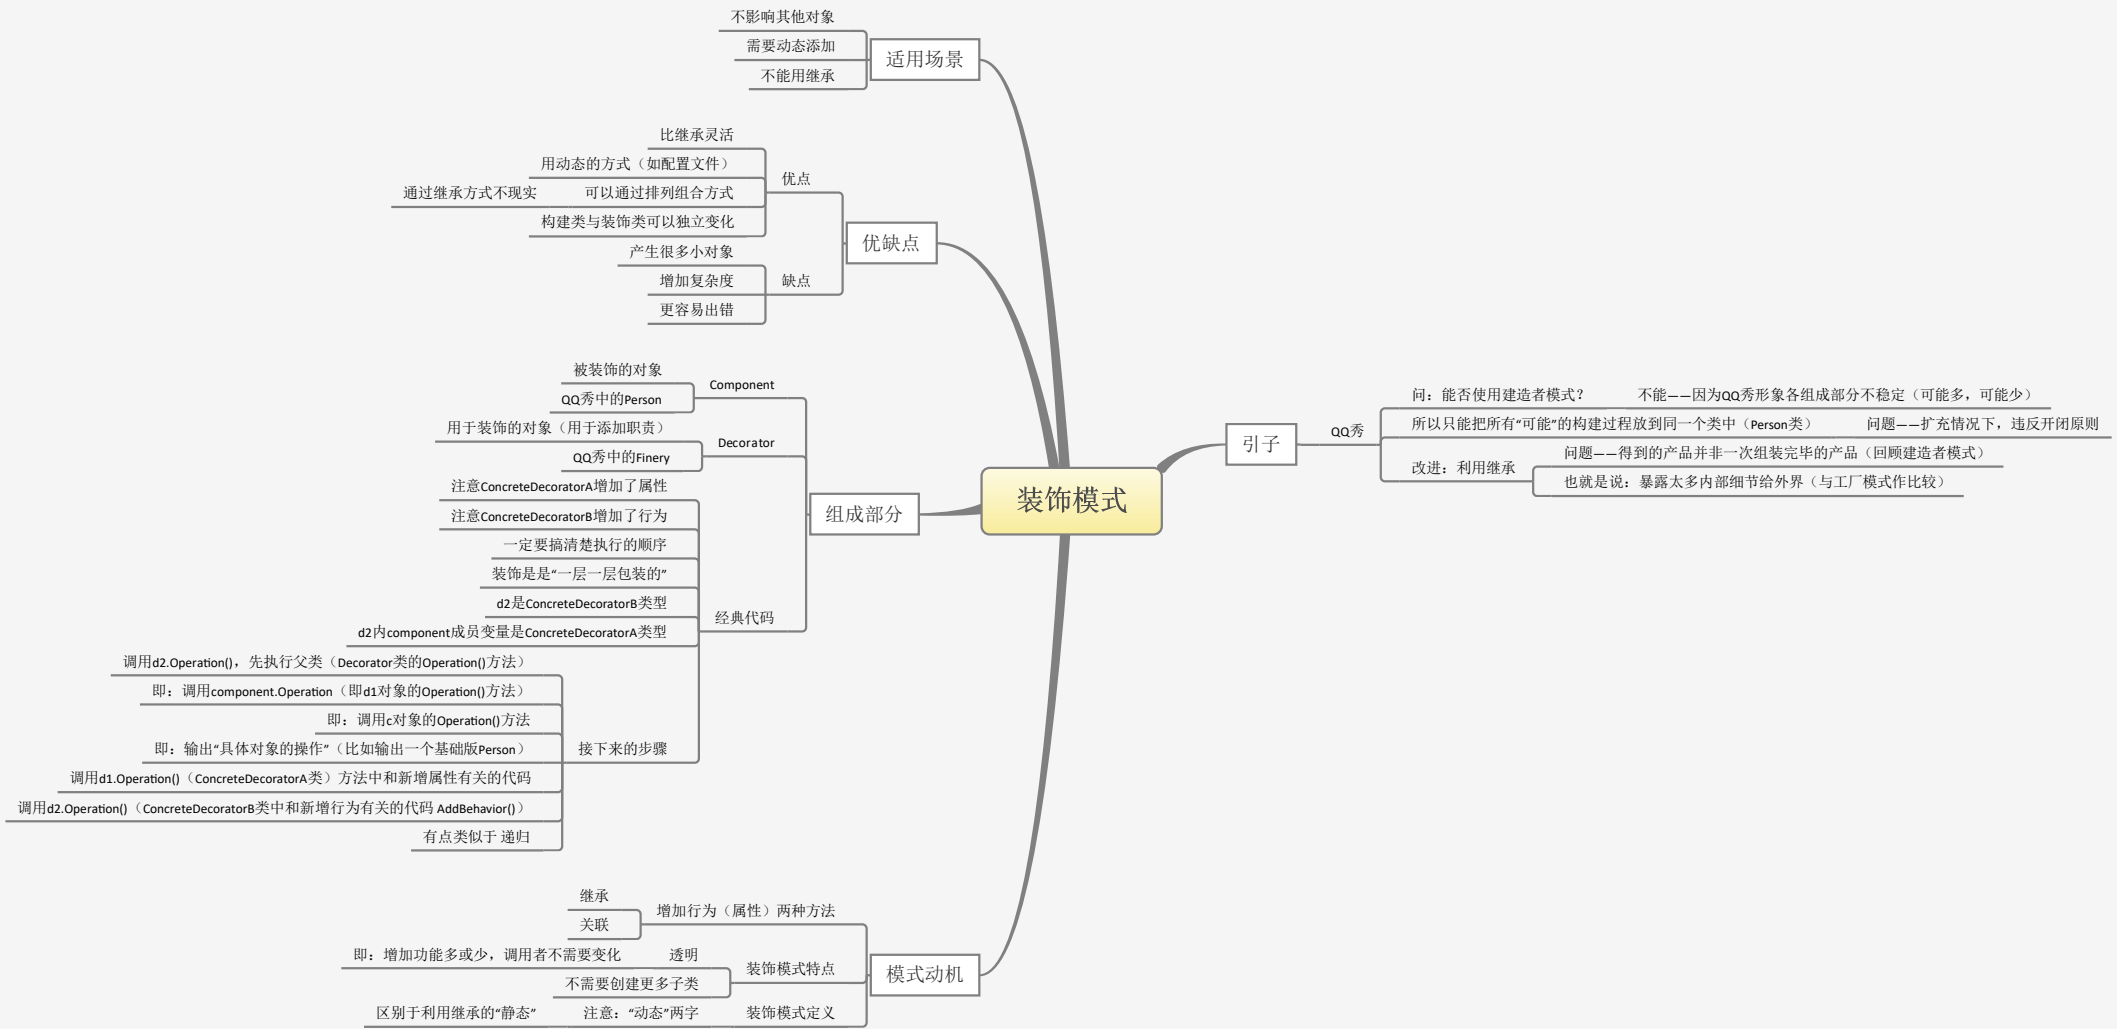 装饰模式
引子
QQ秀
问：能否使用建造者模式？
不能——因为QQ秀形象各组成部分不稳定（可能多，可能少）
所以只能把所有“可能”的构建过程放到同一个类中（Person类）
问题——扩充情况下，违反开闭原则
改进：利用继承
问题——得到的产品并非一次组装完毕的产品（回顾建造者模式）
也就是说：暴露太多内部细节给外界（与工厂模式作比较）
适用场景
不影响其他对象
需要动态添加
不能用继承
优缺点
优点
比继承灵活
用动态的方式（如配置文件）
可以通过排列组合方式
通过继承方式不现实
构建类与装饰类可以独立变化
缺点
产生很多小对象
增加复杂度
更容易出错
组成部分
Component
被装饰的对象
QQ秀中的Person
Decorator
用于装饰的对象（用于添加职责）
QQ秀中的Finery
经典代码
注意ConcreteDecoratorA增加了属性
注意ConcreteDecoratorB增加了行为
一定要搞清楚执行的顺序
装饰是是“一层一层包装的”
d2是ConcreteDecoratorB类型
d2内component成员变量是ConcreteDecoratorA类型
接下来的步骤
调用d2.Operation()，先执行父类（Decorator类的Operation()方法）
即：调用component.Operation（即d1对象的Operation()方法）
即：调用c对象的Operation()方法
即：输出“具体对象的操作”（比如输出一个基础版Person）
调用d1.Operation()（ConcreteDecoratorA类）方法中和新增属性有关的代码
调用d2.Operation()（ConcreteDecoratorB类中和新增行为有关的代码 AddBehavior()）
有点类似于 递归
模式动机
增加行为（属性）两种方法
继承
关联
装饰模式特点
透明
即：增加功能多或少，调用者不需要变化
不需要创建更多子类
装饰模式定义
注意：“动态”两字
区别于利用继承的“静态”